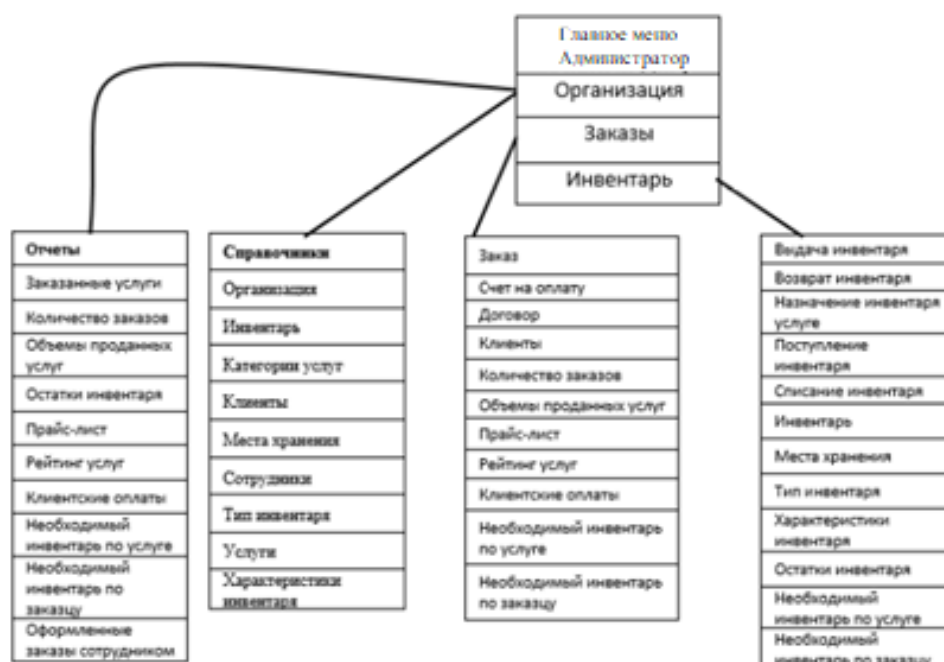 Главное меню
Администратор
Организация
Заказы
Инвентарь
Отчеты
Заказанные услуги
Количество заказов
Объемы проданных
услуг
Остатки инвентаря
Прайс-лист
Рейтинг услуг
Клиентские оплаты
Необходимый
инвентарь по услуге
Необходимый
инвентарь по
заказцу
Оформленные
заказы сотрудником
Справочники
Организация
Инвентарь
Категории услуг
Клиенты
Места хранения
Сотрудники
Тип инвентаря
Услуги
Характеристики
инвентаря
Заказ
Счет на оплату
Договор
Клиенты
Количество заказов
Объемы проданных услуг
Прайс-лист
Рейтинг услуг
Клиентские оплаты
Необходимый инвентарь
по услуге
Необходимый инвентарь
по заказцу
Выдача инвентаря
Возврат инвентаря
Назначение инвентаря
услуге
Поступление
инвентаря
Списание инвентаря
Инвентарь
Места хранения
Тип инвентаря
Характеристики
инвентаря
Остатки инвентаря
Необходимый
инвентарь по услуге
Необходимый
инвентарь по заказцу